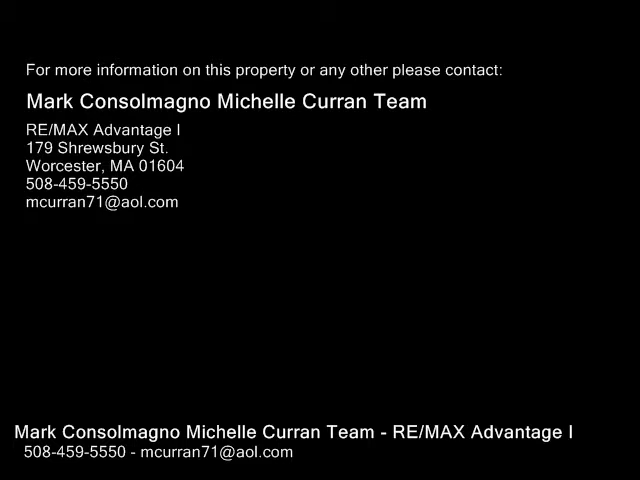 For more information on this property or any other please contact:
Mark Consolmagno Michelle Curran Team
RE/MAX Advantage I
179 Shrewsbury St.
Worcester, MA 01604
508-459-5550
mcurran71@aol.com
Mark Consolmagno Michelle Curran Team - RE/MAX Advantage I
508-459-5550 - mcurran71@aol.com